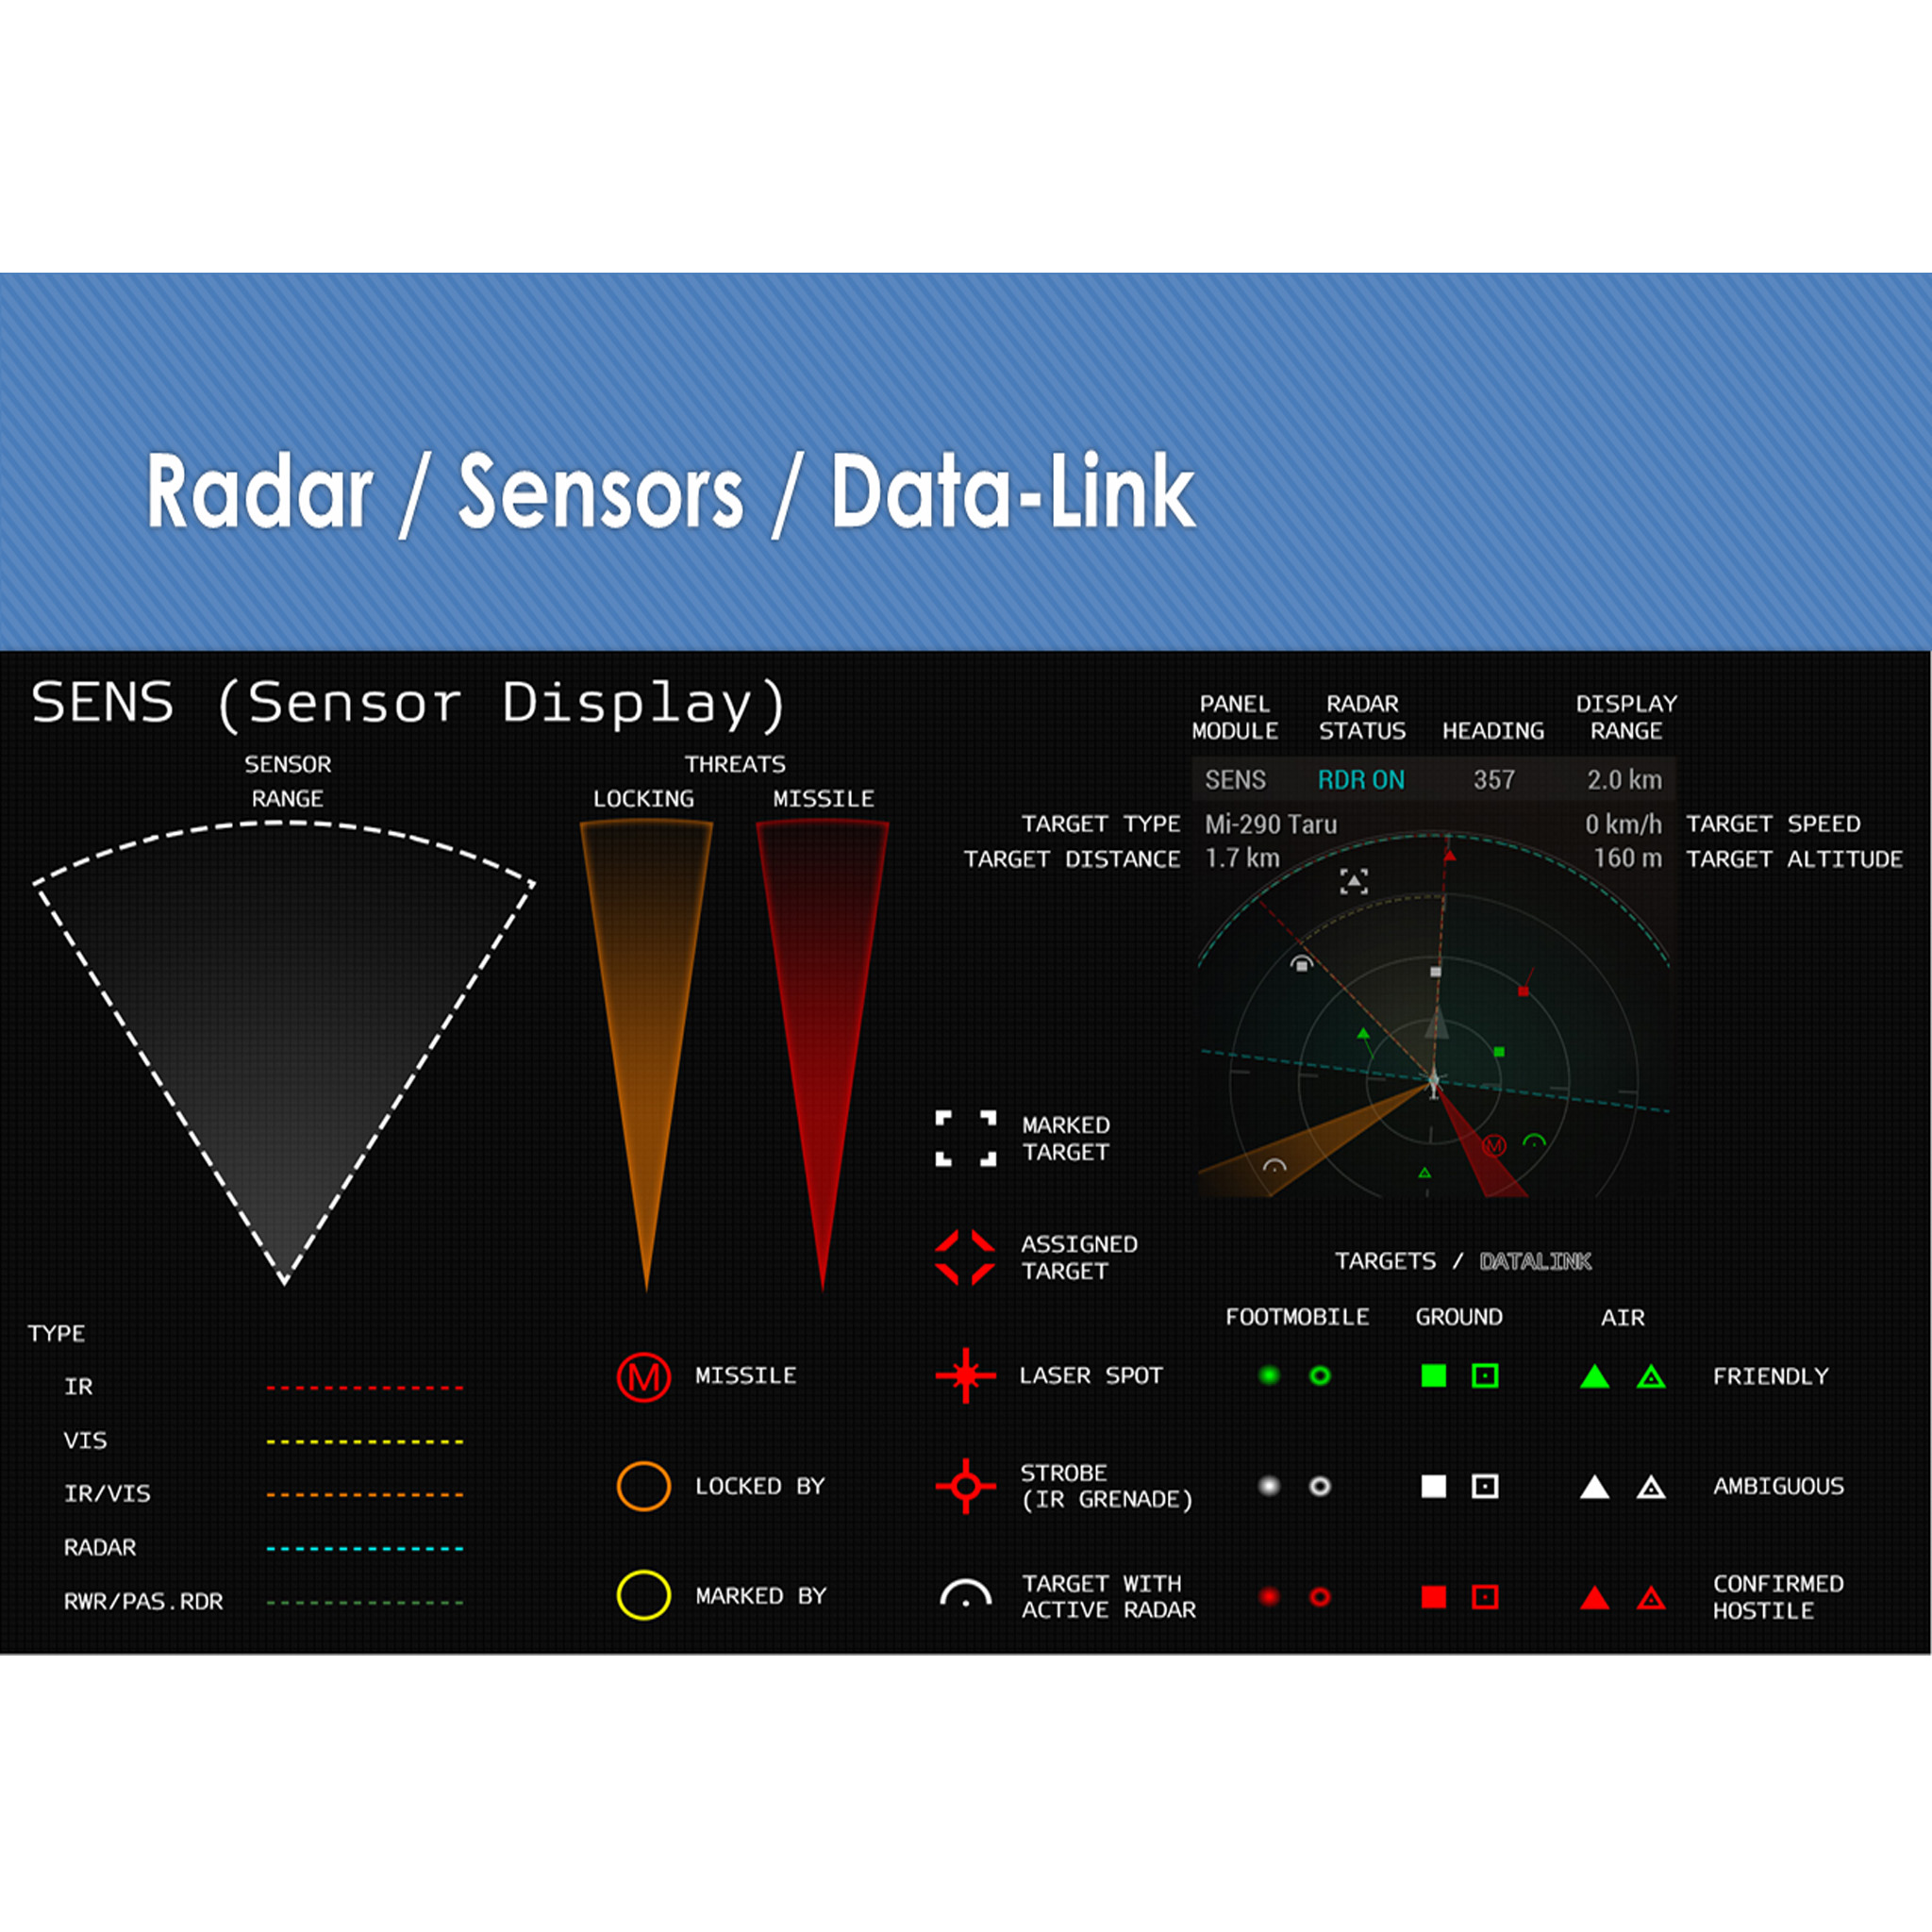 Radar / Sensors / Data-Link
SENS (Sensor Display)
SENSOR
RANGE
THREATS
LOCKING
MISSILE
PANEL
MODULE
RADAR
STATUS
HEADING
DISPLAY
RANGE
SENS
RDR ON
357
2.0 km
TARGET TYPE
Mi-290 Taru
0 km/h
TARGET SPEED
TARGET DISTANCE
1.7 km
160 m
TARGET ALTITUDE
M
MARKED
TARGET
ASSIGNED
TARGET
TARGETS / DATALINK
FOOTMOBILE
GROUND
AIR
TYPE
IR
VIS
IR/VIS
RADAR
RWR/PAS.RDR
M
MISSILE
LOCKED BY
MARKED BY
LASER SPOT
STROBE
(IR GRENADE)
TARGET WITH
ACTIVE RADAR
FRIENDLY
AMBIGUOUS
CONFIRMED
HOSTILE